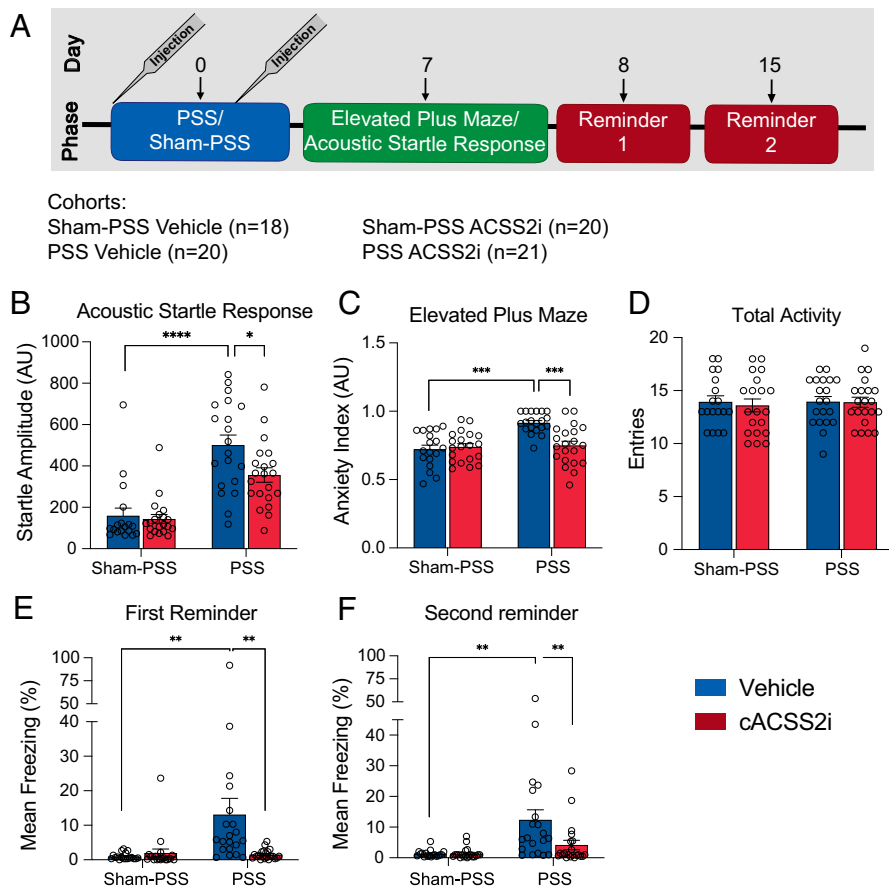 A
Day
Phase
Injection
Injection
0
7
8
15
PSS/
Sham-PSS
Elevated Plus Maze/
Acoustic Startle Response
Reminder
1
Reminder
2
Cohorts:
Sham-PSS Vehicle (n=18)
Sham-PSS ACSS2i (n=20)
PSS Vehicle (n=20)
PSS ACSS2i (n=21)
B
Acoustic Startle Response
Startle Amplitude (AU)
1000
800
600
400
200
0
****
*
Sham-PSS
PSS
C
Elevated Plus Maze
Anxiety Index (AU)
1.5
1.0
0.5
0.0
***
***
Sham-PSS
PSS
D
Total Activity
Entries
20
15
10
5
0
Sham-PSS
PSS
E
First Reminder
Mean Freezing (%)
100
75
50
40
30
20
10
0
**
**
Sham-PSS
PSS
F
Second reminder
Mean Freezing (%)
100
75
50
40
30
20
10
0
**
**
Sham-PSS
PSS
Vehicle
cACSS2i